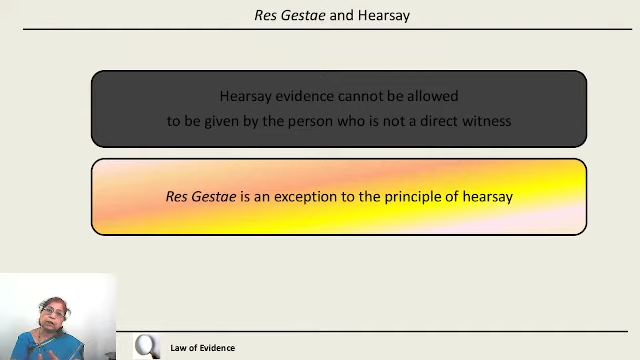 Res Gestae and Hearsay
Hearsay evidence cannot be allowed
to be given by the person who is not a direct witness
Res Gestae is an exception to the principle of hearsay
Law of Evidence